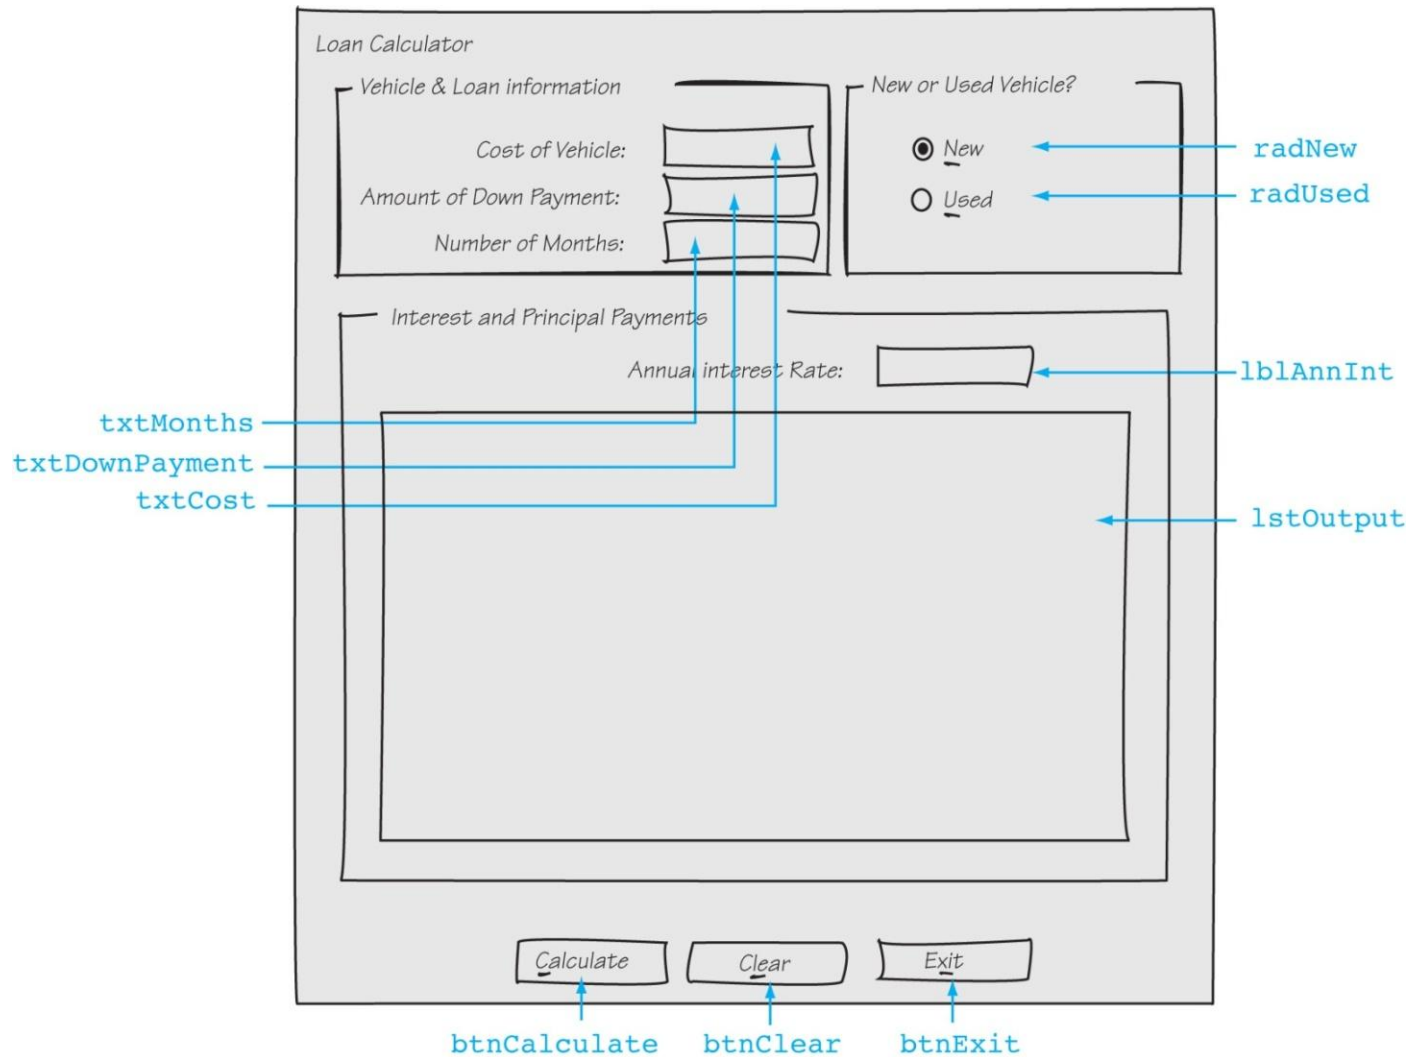 Loan Calculator
Vehicle & Loan information
New or Used Vehicle?
Cost of Vehicle:
New
radNew
Amount of Down Payment:
Used
radUsed
Number of Months:
Interest and Principal Payments
Annual interest Rate:
lblAnnInt
txtMonths
txtDownPayment
txtCost
lstOutput
Calculate
Clear
Exit
btnCalculate
btnClear
btnExit